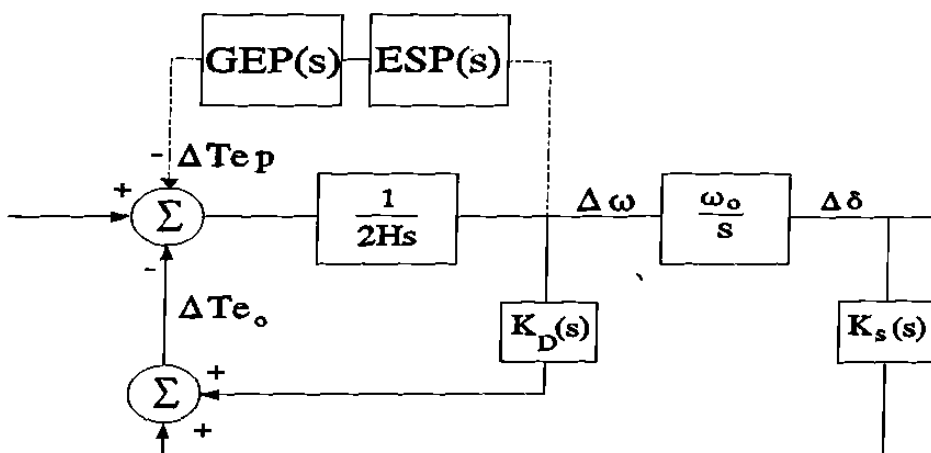 GEP(s) ESP(s)
- ΔTep
+ Σ 1/2Hs Δω ωo/s Δδ
-
ΔTeo
KD(s) Ks(s)
+
Σ
+